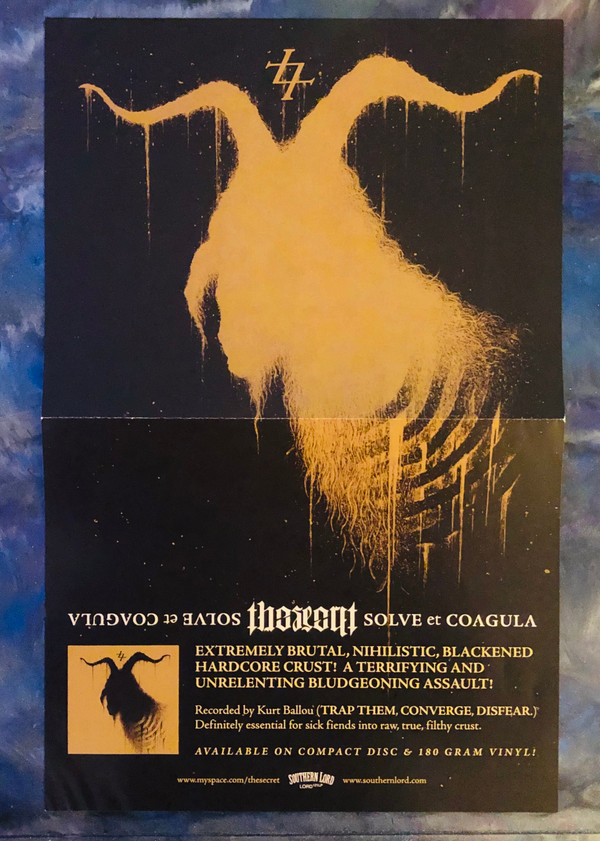 SOLVE et COAGULA thesecret SOLVE et COAGULA
EXTREMELY BRUTAL, NIHILISTIC, BLACKENED
HARDCORE CRUST! A TERRIFYING AND
UNRELENTING BLUDGEONING ASSAULT!
Recorded by Kurt Ballou (TRAP THEM, CONVERGE, DISFEAR.)
Definitely essential for sick fiends into raw, true, filthy crust.
AVAILABLE ON COMPACT DISC & 180 GRAM VINYL!
www.myspace.com/thesecret SOUTHERN LORD www.southernlord.com